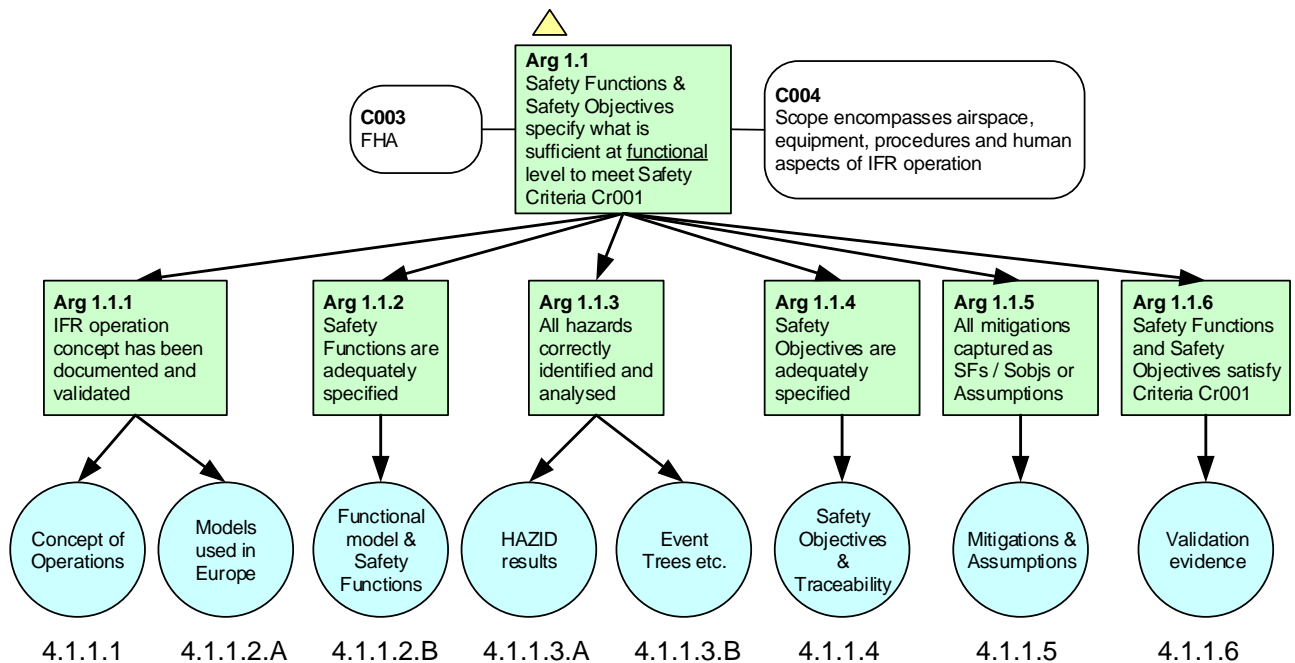 Arg 1.1
Safety Functions &
Safety Objectives
specify what is
sufficient at functional
level to meet Safety
Criteria Cr001
C003
FHA
C004
Scope encompasses airspace,
equipment, procedures and human
aspects of IFR operation
Arg 1.1.1
IFR operation
concept has been
documented and
validated
Arg 1.1.2
Safety
Functions are
adequately
specified
Arg 1.1.3
All hazards
correctly
identified and
analysed
Arg 1.1.4
Safety
Objectives are
adequately
specified
Arg 1.1.5
All mitigations
captured as
SFs / Sobjs or
Assumptions
Arg 1.1.6
Safety Functions
and Safety
Objectives satisfy
Criteria Cr001
Concept of
Operations
Models
used in
Europe
Functional
model &
Safety
Functions
HAZID
results
Event
Trees etc.
Safety
Objectives
&
Traceability
Mitigations &
Assumptions
Validation
evidence
4.1.1.1
4.1.1.2.A
4.1.1.2.B
4.1.1.3.A
4.1.1.3.B
4.1.1.4
4.1.1.5
4.1.1.6